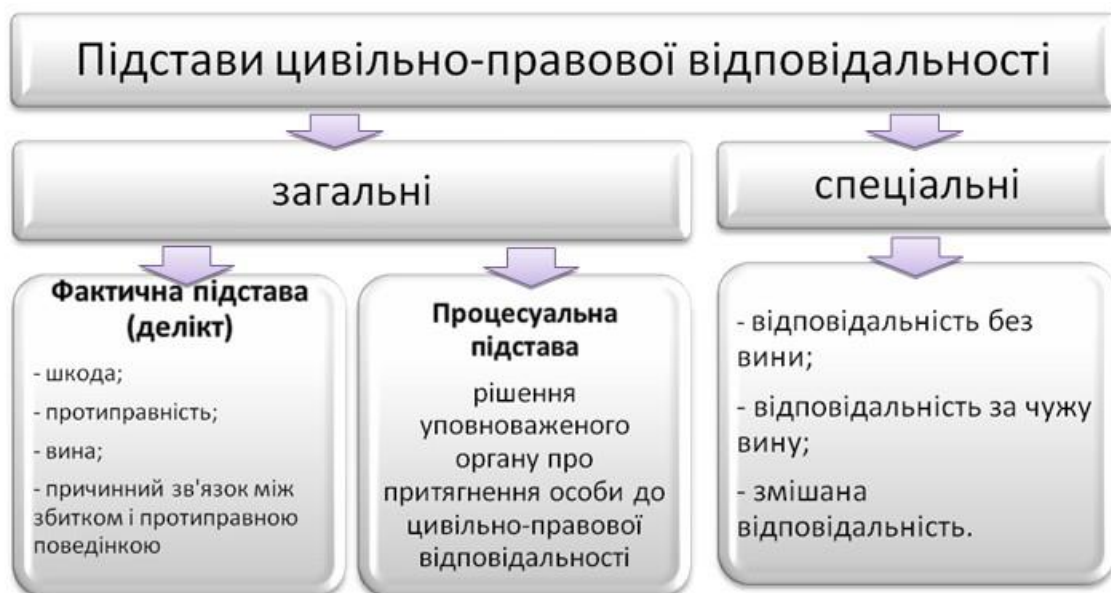 Підстави цивільно-правової відповідальності
загальні
спеціальні
Фактична підстава
(делікт)
- шкода;
- протиправність;
- вина;
- причинний зв'язок між
збитком і протиправною
поведінкою
Процесуальна
підстава
рішення
уповноваженого
органу про
притягнення особи до
цивільно-правової
відповідальності
- відповідальність без
вини;
- відповідальність за чужу
вину;
- змішана
відповідальність.